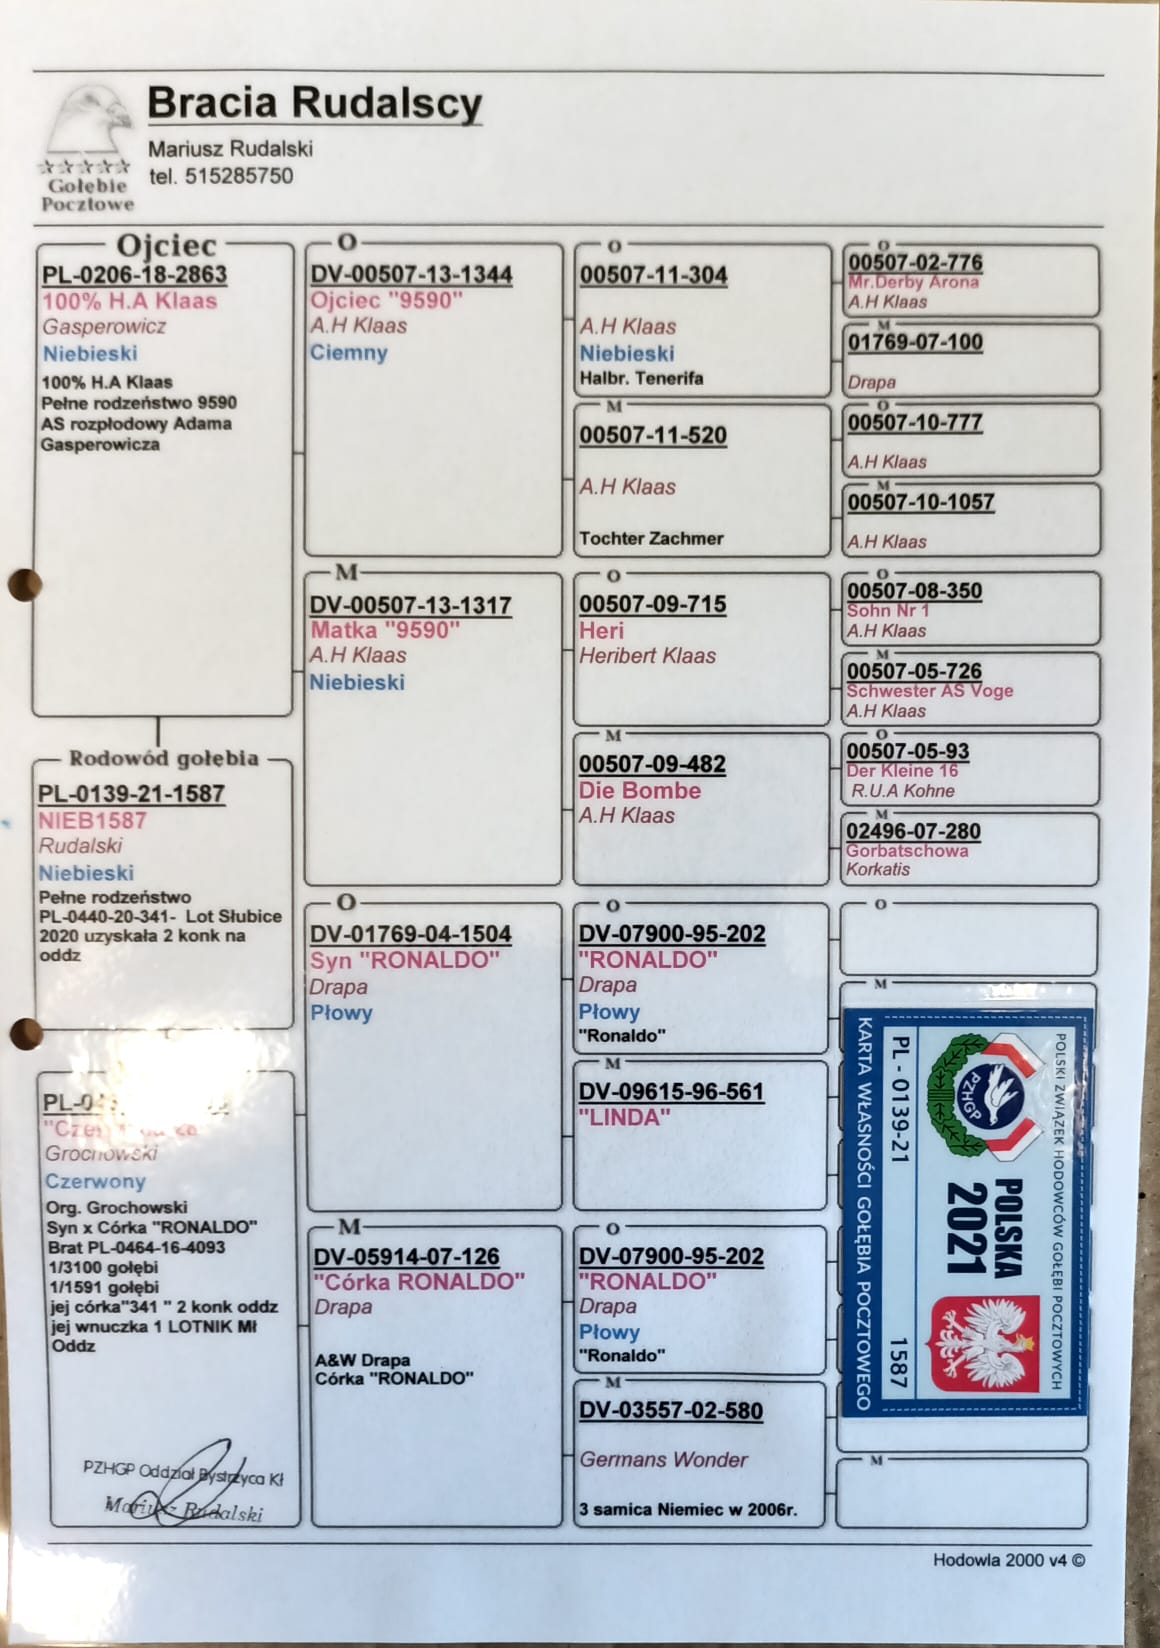 Bracia Rudalscy
Mariusz Rudalski
tel. 515285750
Gołębie
Pocztowe
Ojciec
PL-0206-18-2863
100% H.A Klaas
Gasperowicz
Niebieski
100% H.A Klaas
Pełne rodzeństwo 9590
AS rozpłodowy Adama
Gasperowicza
Rodowód gołębia
PL-0139-21-1587
NIEB1587
Rudalski
Niebieski
Pełne rodzeństwo
PL-0440-20-341- Lot Słubice
2020 uzyskała 2 konk na
oddz
Grochowski
Czerwony
Org. Grochowski
Syn x Córka "RONALDO"
Brat PL-0464-16-4093
1/3100 gołębi
1/1591 gołębi
jej córka"341 " 2 konk oddz
jej wnuczka 1 LOTNIK Mł
Oddz
PZHGP Oddział Bystrzyca Kł
Mariusz Rudalski
O
DV-00507-13-1344
Ojciec "9590"
A.H Klaas
Ciemny
M
DV-00507-13-1317
Matka "9590"
A.H Klaas
Niebieski
O
DV-01769-04-1504
Syn "RONALDO"
Drapa
Płowy
M
DV-05914-07-126
"Córka RONALDO"
Drapa
A&W Drapa
Córka "RONALDO"
O
00507-11-304
A.H Klaas
Niebieski
Halbr. Tenerifa
M
00507-11-520
A.H Klaas
Tochter Zachmer
O
00507-09-715
Heri
Heribert Klaas
M
00507-09-482
Die Bombe
A.H Klaas
O
DV-07900-95-202
"RONALDO"
Drapa
Płowy
"Ronaldo"
M
DV-09615-96-561
"LINDA"
O
DV-07900-95-202
"RONALDO"
Drapa
Płowy
"Ronaldo"
M
DV-03557-02-580
Germans Wonder
3 samica Niemiec w 2006r.
O
00507-02-776
Mr.Derby Arona
A.H Klaas
M
01769-07-100
Drapa
O
00507-10-777
A.H Klaas
M
00507-10-1057
A.H Klaas
O
00507-08-350
Sohn Nr 1
A.H Klaas
M
00507-05-726
Schwester AS Voge
A.H Klaas
O
00507-05-93
Der Kleine 16
R.U.A Kohne
M
02496-07-280
Gorbatschowa
Korkatis
O
M
POLSKI ZWIĄZEK HODOWCÓW GOŁĘBI POCZTOWYCH
PZHGP
POLSKA
2021
PL - 0139-21 1587
KARTA WŁASNOŚCI GOŁĘBIA POCZTOWEGO
M
Hodowla 2000 v4 ©